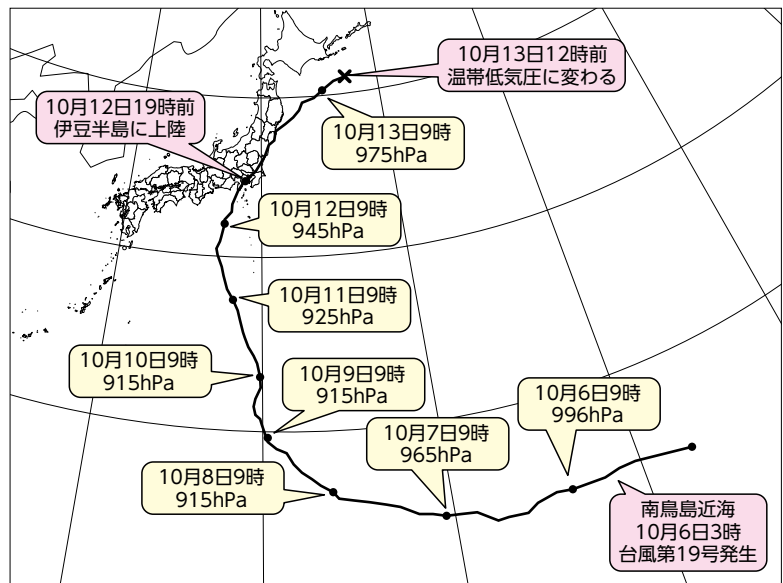 10月13日12時前
温帯低気圧に変わる
10月12日19時前
伊豆半島に上陸
10月13日9時
975hPa
10月12日9時
945hPa
10月11日9時
925hPa
10月10日9時
915hPa
10月9日9時
915hPa
10月6日9時
996hPa
10月7日9時
965hPa
10月8日9時
915hPa
南鳥島近海
10月6日3時
台風第19号発生